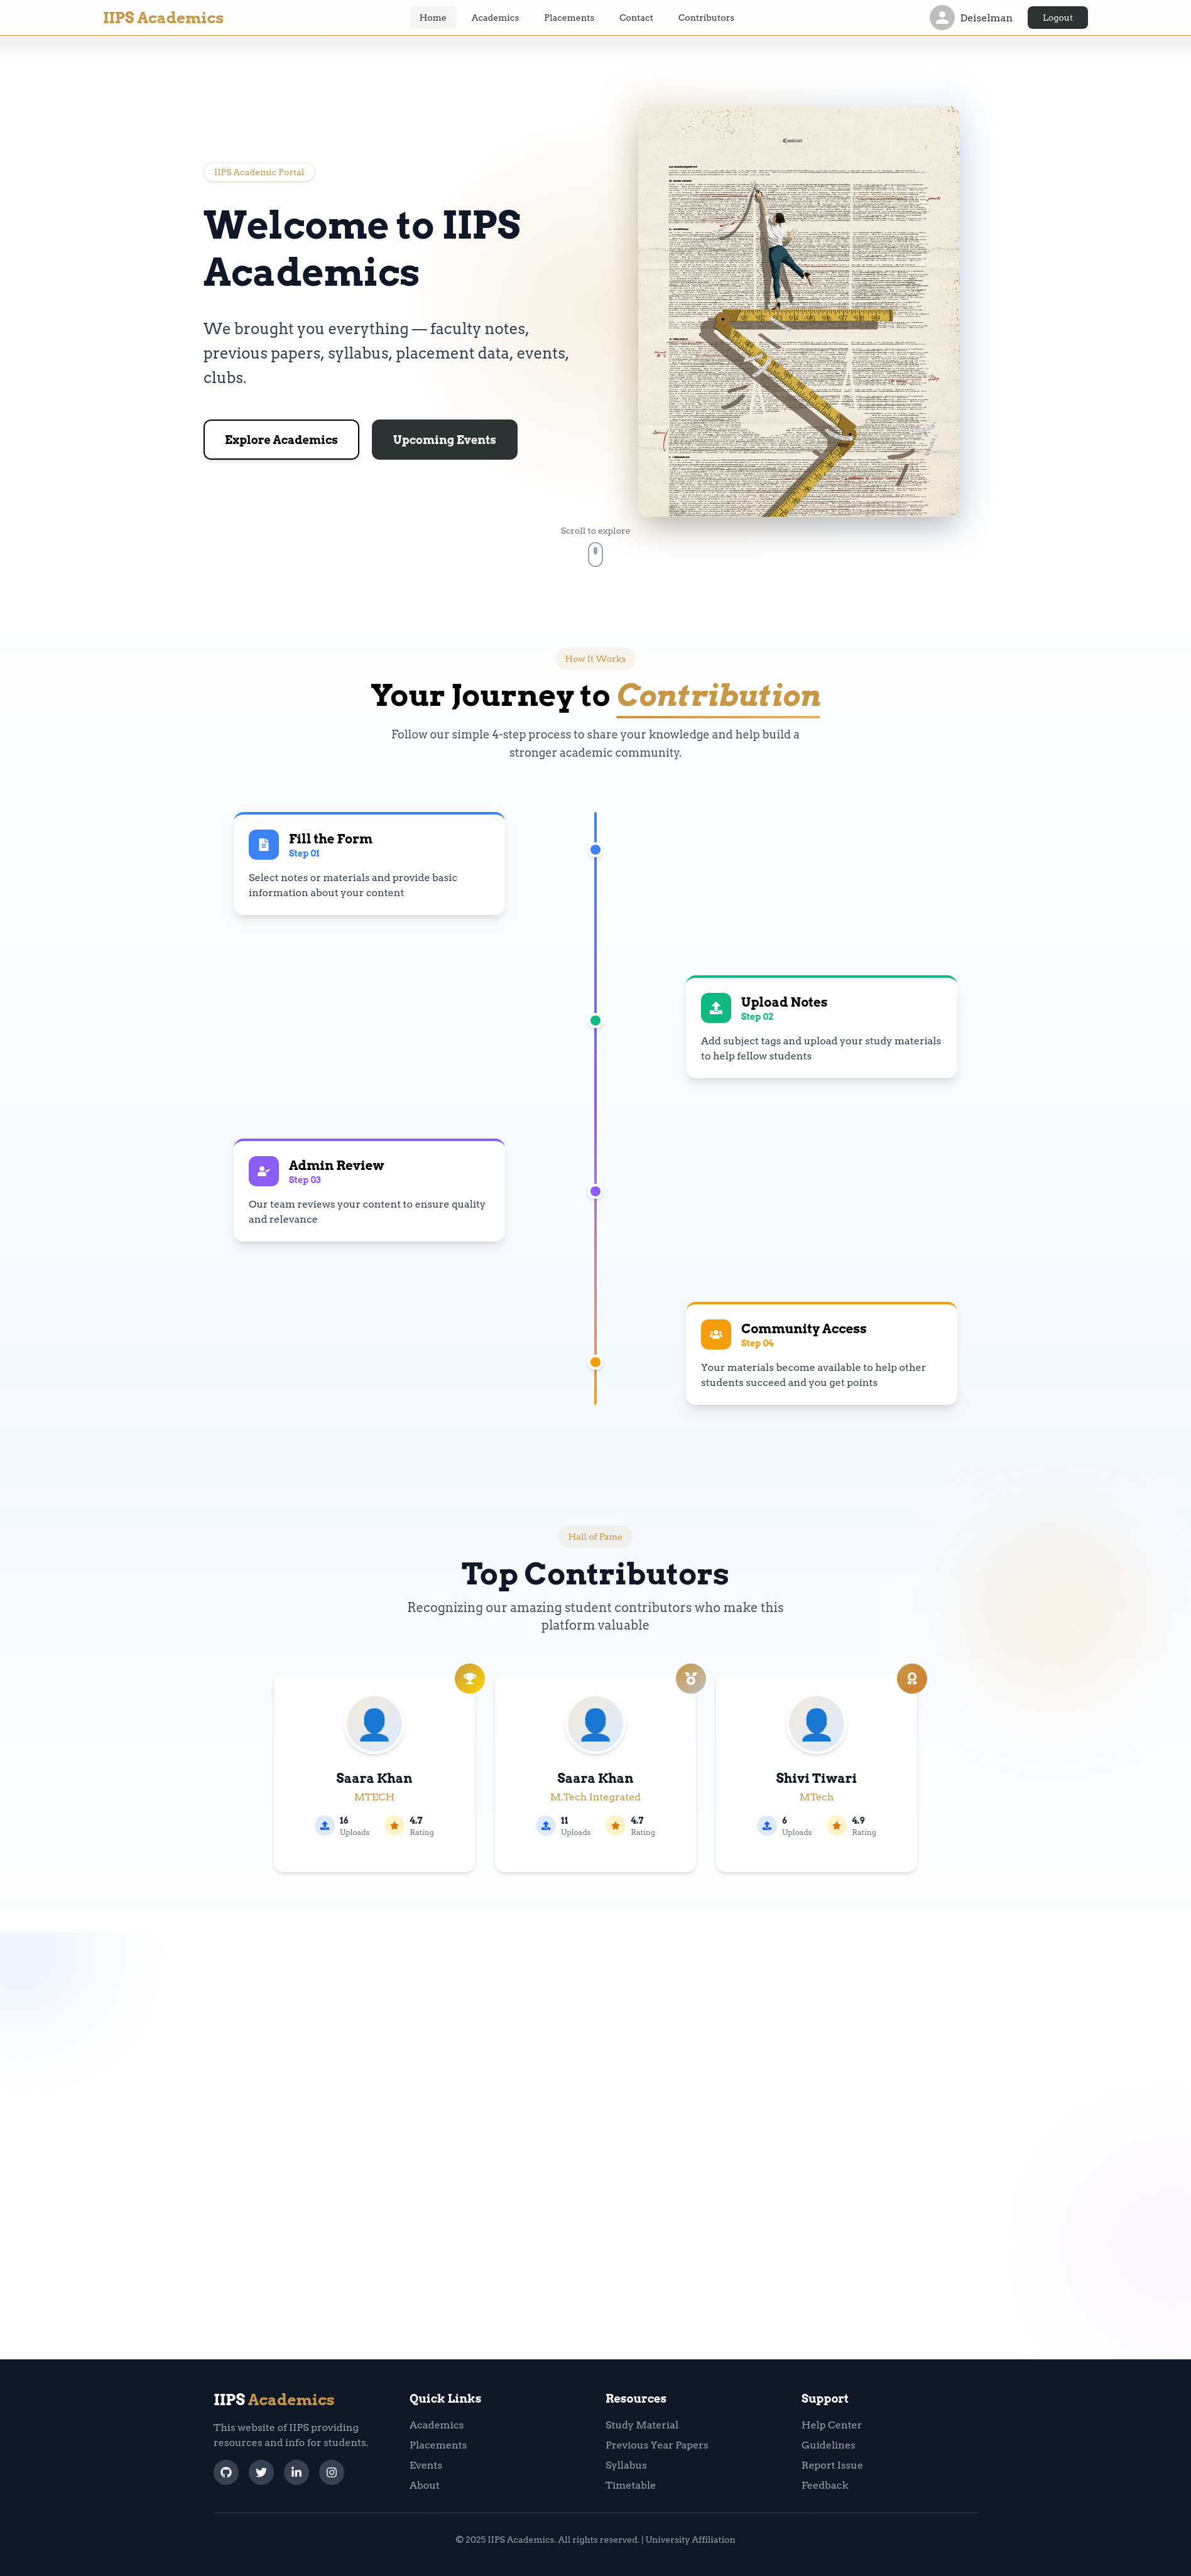 IIPS Academics
Home
Academics
Placements
Contact
Contributors
Deiselman
Logout
IIPS Academic Portal
Welcome to IIPS
Academics
We brought you everything — faculty notes,
previous papers, syllabus, placement data, events,
clubs.
Explore Academics
Upcoming Events
Contract
Scroll to explore
How It Works
Your Journey to Contribution
Follow our simple 4-step process to share your knowledge and help build a
stronger academic community.
Fill the Form
Step 01
Select notes or materials and provide basic
information about your content
Upload Notes
Step 02
Add subject tags and upload your study materials
to help fellow students
Admin Review
Step 03
Our team reviews your content to ensure quality
and relevance
Community Access
Step 04
Your materials become available to help other
students succeed and you get points
Hall of Fame
Top Contributors
Recognizing our amazing student contributors who make this
platform valuable
Saara Khan
MTECH
16
Uploads
4.7
Rating
Saara Khan
M.Tech Integrated
11
Uploads
4.7
Rating
Shivi Tiwari
MTech
6
Uploads
4.9
Rating
IIPS Academics
This website of IIPS providing
resources and info for students.
Quick Links
Academics
Placements
Events
About
Resources
Study Material
Previous Year Papers
Syllabus
Timetable
Support
Help Center
Guidelines
Report Issue
Feedback
© 2025 IIPS Academics. All rights reserved. | University Affiliation